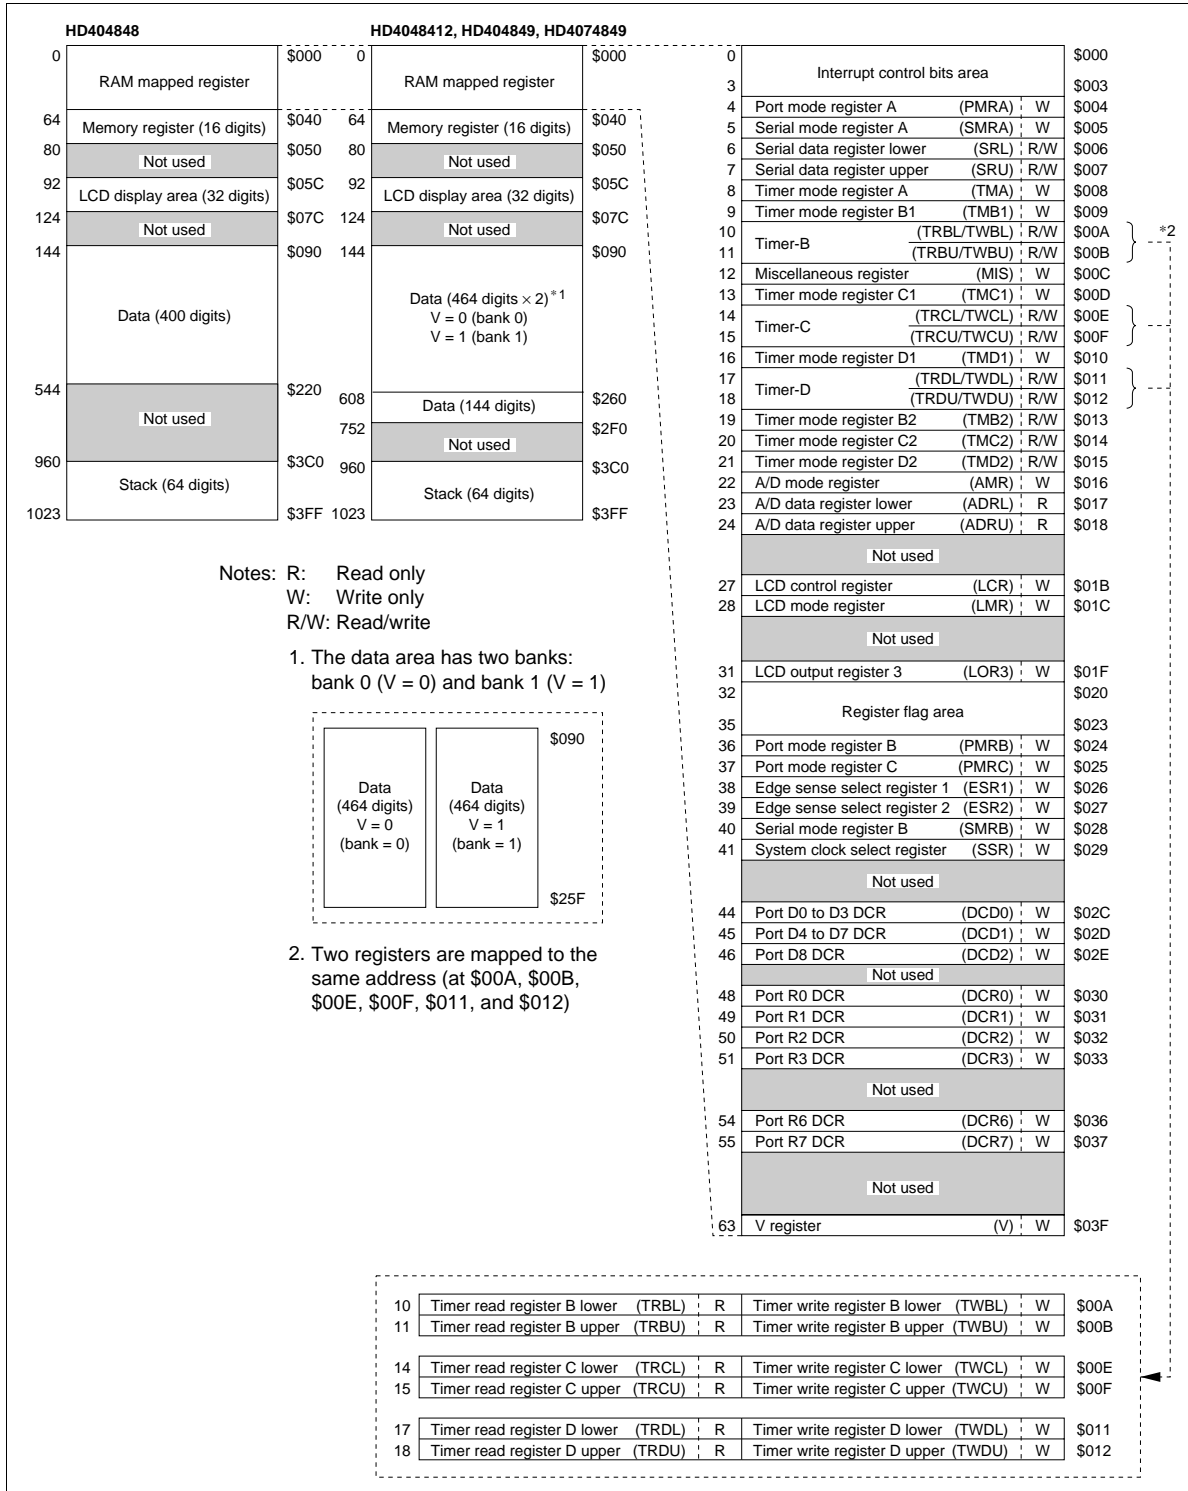 HD404848
0 $000
RAM mapped register
64 $040
Memory register (16 digits)
80 $050
Not used
92 $05C
LCD display area (32 digits)
124 $07C
Not used
144 $090
Data (400 digits)
544 $220
Not used
960 $3C0
Stack (64 digits)
1023 $3FF
HD4048412, HD404849, HD4074849
0 $000
RAM mapped register
64 $040
Memory register (16 digits)
80 $050
Not used
92 $05C
LCD display area (32 digits)
124 $07C
Not used
144 $090
Data (464 digits × 2)*1
V = 0 (bank 0)
V = 1 (bank 1)
608 $260
Data (144 digits)
752 $2F0
Not used
960 $3C0
Stack (64 digits)
1023 $3FF
0 $000
Interrupt control bits area
3 $003
4 Port mode register A (PMRA) W $004
5 Serial mode register A (SMRA) W $005
6 Serial data register lower (SRL) R/W $006
7 Serial data register upper (SRU) R/W $007
8 Timer mode register A (TMA) W $008
9 Timer mode register B1 (TMB1) W $009
10 (TRBL/TWBL) R/W $00A *2
Timer-B
11 (TRBU/TWBU) R/W $00B
12 Miscellaneous register (MIS) W $00C
13 Timer mode register C1 (TMC1) W $00D
14 (TRCL/TWCL) R/W $00E
Timer-C
15 (TRCU/TWCU) R/W $00F
16 Timer mode register D1 (TMD1) W $010
17 (TRDL/TWDL) R/W $011
Timer-D
18 (TRDU/TWDU) R/W $012
19 Timer mode register B2 (TMB2) R/W $013
20 Timer mode register C2 (TMC2) R/W $014
21 Timer mode register D2 (TMD2) R/W $015
22 A/D mode register (AMR) W $016
23 A/D data register lower (ADRL) R $017
24 A/D data register upper (ADRU) R $018
Not used
27 LCD control register (LCR) W $01B
28 LCD mode register (LMR) W $01C
Not used
31 LCD output register 3 (LOR3) W $01F
32 $020
Register flag area
35 $023
36 Port mode register B (PMRB) W $024
37 Port mode register C (PMRC) W $025
38 Edge sense select register 1 (ESR1) W $026
39 Edge sense select register 2 (ESR2) W $027
40 Serial mode register B (SMRB) W $028
41 System clock select register (SSR) W $029
Not used
44 Port D0 to D3 DCR (DCD0) W $02C
45 Port D4 to D7 DCR (DCD1) W $02D
46 Port D8 DCR (DCD2) W $02E
Not used
48 Port R0 DCR (DCR0) W $030
49 Port R1 DCR (DCR1) W $031
50 Port R2 DCR (DCR2) W $032
51 Port R3 DCR (DCR3) W $033
Not used
54 Port R6 DCR (DCR6) W $036
55 Port R7 DCR (DCR7) W $037
Not used
63 V register (V) W $03F
Notes: R: Read only
W: Write only
R/W: Read/write
1. The data area has two banks:
bank 0 (V = 0) and bank 1 (V = 1)
$090
Data
(464 digits)
V = 0
(bank = 0)
Data
(464 digits)
V = 1
(bank = 1)
$25F
2. Two registers are mapped to the
same address (at $00A, $00B,
$00E, $00F, $011, and $012)
10 Timer read register B lower (TRBL) R Timer write register B lower (TWBL) W $00A
11 Timer read register B upper (TRBU) R Timer write register B upper (TWBU) W $00B
14 Timer read register C lower (TRCL) R Timer write register C lower (TWCL) W $00E
15 Timer read register C upper (TRCU) R Timer write register C upper (TWCU) W $00F
17 Timer read register D lower (TRDL) R Timer write register D lower (TWDL) W $011
18 Timer read register D upper (TRDU) R Timer write register D upper (TWDU) W $012